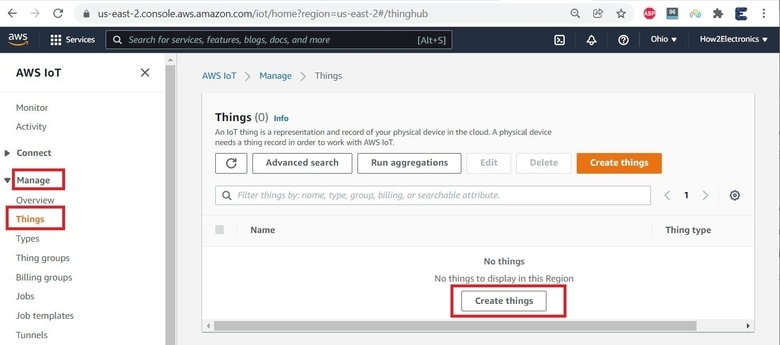 us-east-2.console.aws.amazon.com/iot/home?region=us-east-2#/thinghub
ABP
96
aws
Services
Search for services, features, blogs, docs, and more
[Alt+S]
Ohio
How2Electronics
AWS IoT
Monitor
Activity
Connect
Manage
Overview
Things
Types
Thing groups
Billing groups
Jobs
Job templates
Tunnels
AWS IoT > Manage > Things
Things (0) Info
An IoT thing is a representation and record of your physical device in the cloud. A physical device
needs a thing record in order to work with AWS IoT.
Advanced search
Run aggregations
Edit
Delete
Create things
Filter things by: name, type, group, billing, or searchable attribute.
1
Name
Thing type
No things
No things to display in this Region
Create things